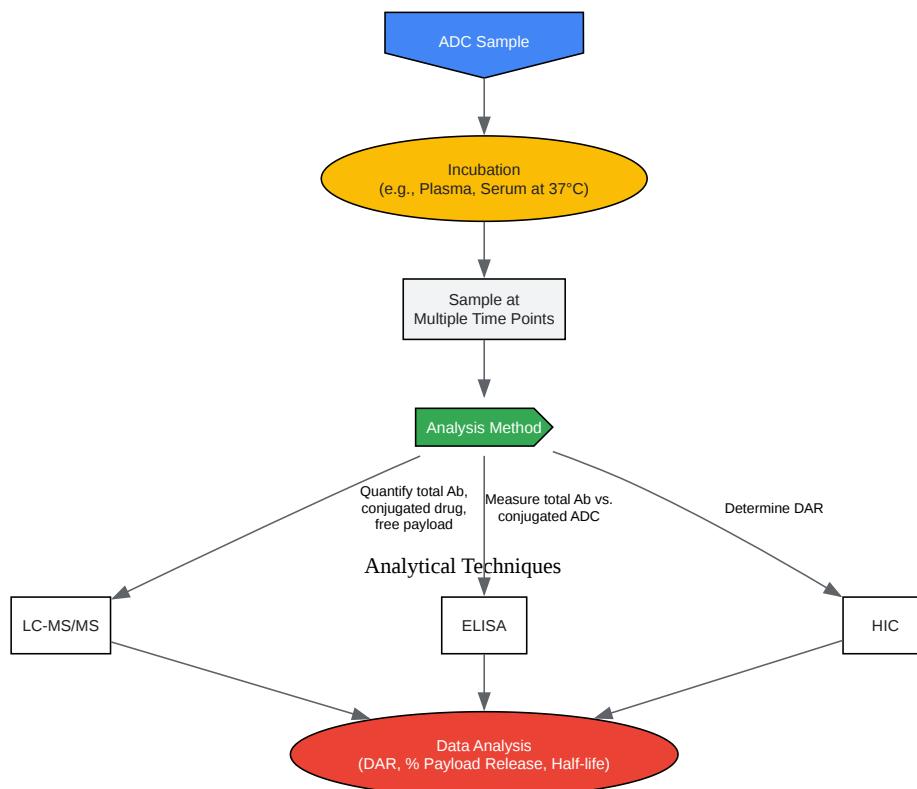 ADC Sample
Incubation
(e.g., Plasma, Serum at 37°C)
Sample at
Multiple Time Points
Analysis Method
Quantify total Ab,
conjugated drug,
free payload
Measure total Ab vs.
conjugated ADC
Determine DAR
Analytical Techniques
LC-MS/MS
ELISA
HIC
Data Analysis
(DAR, % Payload Release, Half-life)